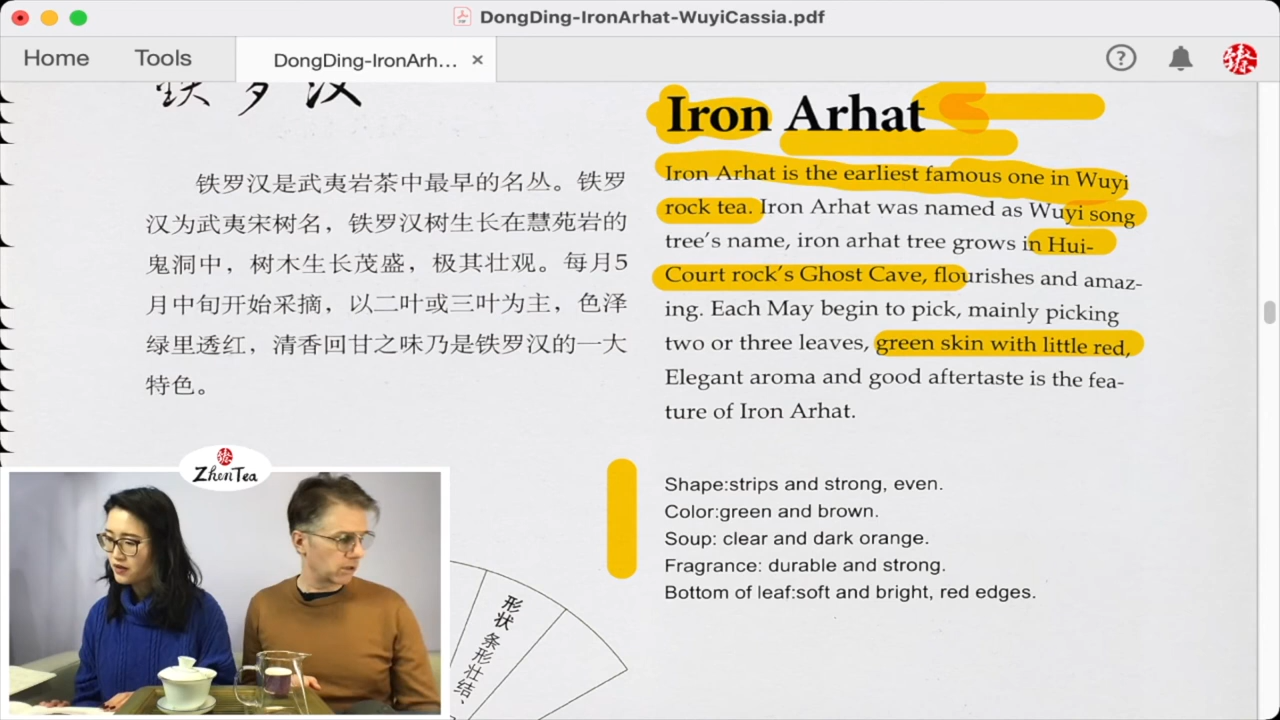 DongDing-IronArhat-WuyiCassia.pdf
Home
Tools
DongDing-IronArh...
铁罗汉
Iron Arhat
铁罗汉是武夷岩茶中最早的名丛。铁罗
汉为武夷宋树名，铁罗汉树生长在慧苑岩的
鬼洞中，树木生长茂盛，极其壮观。每月5
月中旬开始采摘，以二叶或三叶为主，色泽
绿里透红，清香回甘之味乃是铁罗汉的一大
特色。
Iron Arhat is the earliest famous one in Wuyi
rock tea. Iron Arhat was named as Wuyi song
tree's name, iron arhat tree grows in Hui-
Court rock's Ghost Cave, flourishes and amaz-
ing. Each May begin to pick, mainly picking
two or three leaves, green skin with little red,
Elegant aroma and good aftertaste is the fea-
ture of Iron Arhat.
Shape:strips and strong, even.
Color:green and brown.
Soup: clear and dark orange.
Fragrance: durable and strong.
Bottom of leaf:soft and bright, red edges.
ZhenTea
形状
条形壮结、